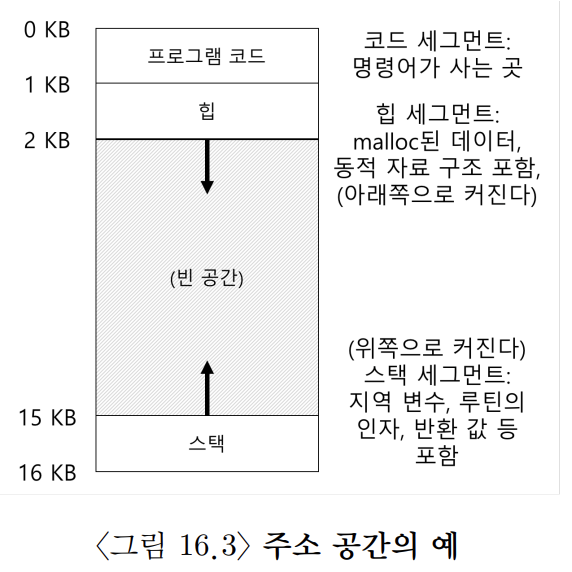 0 KB
프로그램 코드
코드 세그먼트:
명령어가 사는 곳
1 KB
힙
힙 세그먼트:
malloc된 데이터,
동적 자료 구조 포함,
(아래쪽으로 커진다)
2 KB
(빈 공간)
(위쪽으로 커진다)
스택 세그먼트:
지역 변수, 루틴의
인자, 반환 값 등
포함
15 KB
스택
16 KB
〈그림 16.3〉 주소 공간의 예